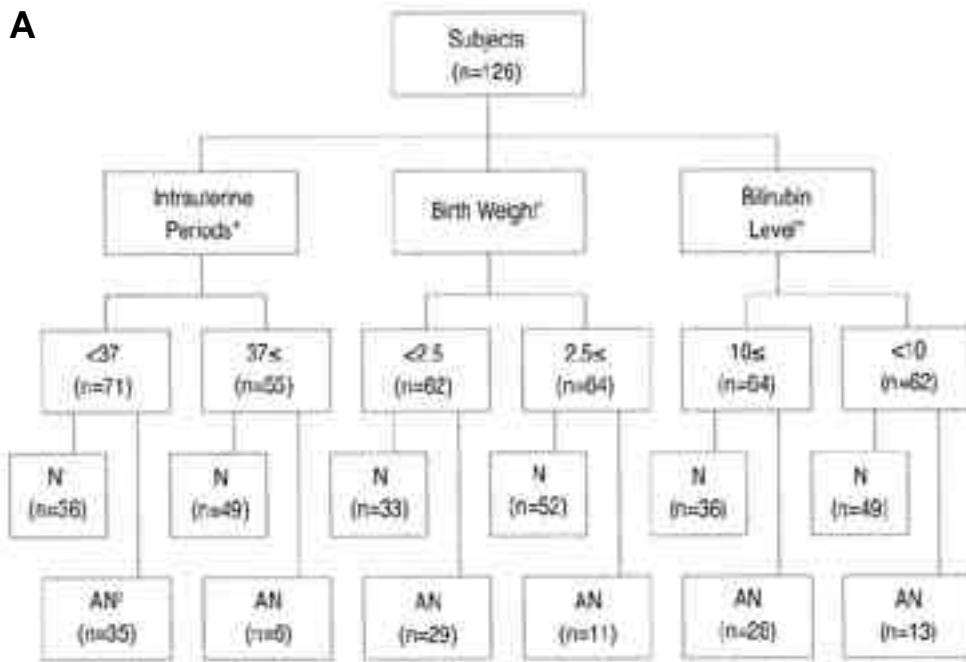 A
Subjects
(n=126)
Intrauterine
Periods*
Birth Weight
Bilirubin
Level
<37
(n=71)
37≤
(n=55)
<2.5
(n=62)
2.5≤
(n=64)
10≤
(n=64)
<10
(n=62)
N
(n=36)
N
(n=49)
N
(n=33)
N
(n=52)
N
(n=36)
N
(n=49)
AN
(n=35)
AN
(n=6)
AN
(n=29)
AN
(n=11)
AN
(n=28)
AN
(n=13)